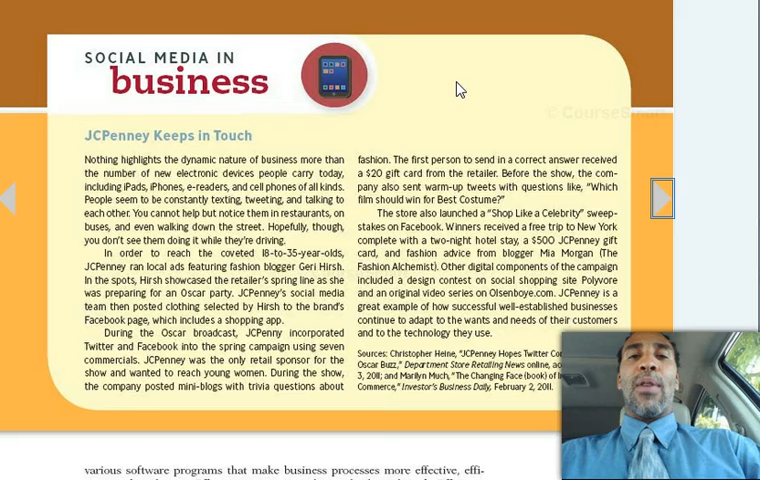 SOCIAL MEDIA IN
business
JCPenney Keeps in Touch
Nothing highlights the dynamic nature of business more than
the number of new electronic devices people carry today,
including iPads, iPhones, e-readers, and cell phones of all kinds.
People seem to be constantly texting, tweeting, and talking to
each other. You cannot help but notice them in restaurants, on
buses, and even walking down the street. Hopefully, though,
you don't see them doing it while they're driving.
In order to reach the coveted 18-to-35-year-olds,
JCPenney ran local ads featuring fashion blogger Geri Hirsh.
In the spots, Hirsh showcased the retailer's spring line as she
was preparing for an Oscar party. JCPenney's social media
team then posted clothing selected by Hirsh to the brand's
Facebook page, which includes a shopping app.
During the Oscar broadcast, JCPenny incorporated
Twitter and Facebook into the spring campaign using seven
commercials. JCPenney was the only retail sponsor for the
show and wanted to reach young women. During the show,
the company posted mini-blogs with trivia questions about
fashion. The first person to send in a correct answer received
a $20 gift card from the retailer. Before the show, the com-
pany also sent warm-up tweets with questions like, "Which
film should win for Best Costume?"
The store also launched a "Shop Like a Celebrity" sweep-
stakes on Facebook. Winners received a free trip to New York
complete with a two-night hotel stay, a $500 JCPenney gift
card, and fashion advice from blogger Mia Morgan (The
Fashion Alchemist). Other digital components of the campaign
included a design contest on social shopping site Polyvore
and an original video series on Olsenboye.com. JCPenney is a
great example of how successful well-established businesses
continue to adapt to the wants and needs of their customers
and to the technology they use.
Sources: Christopher Heine, "JCPenney Hopes Twitter
Oscar Buzz," Department Store Retailing News online,
3, 2011; and Marilyn Much, "The Changing Face (book) of
Commerce," Investor's Business Daily, February 2, 2011.
various software programs that make business processes more effective, effi-